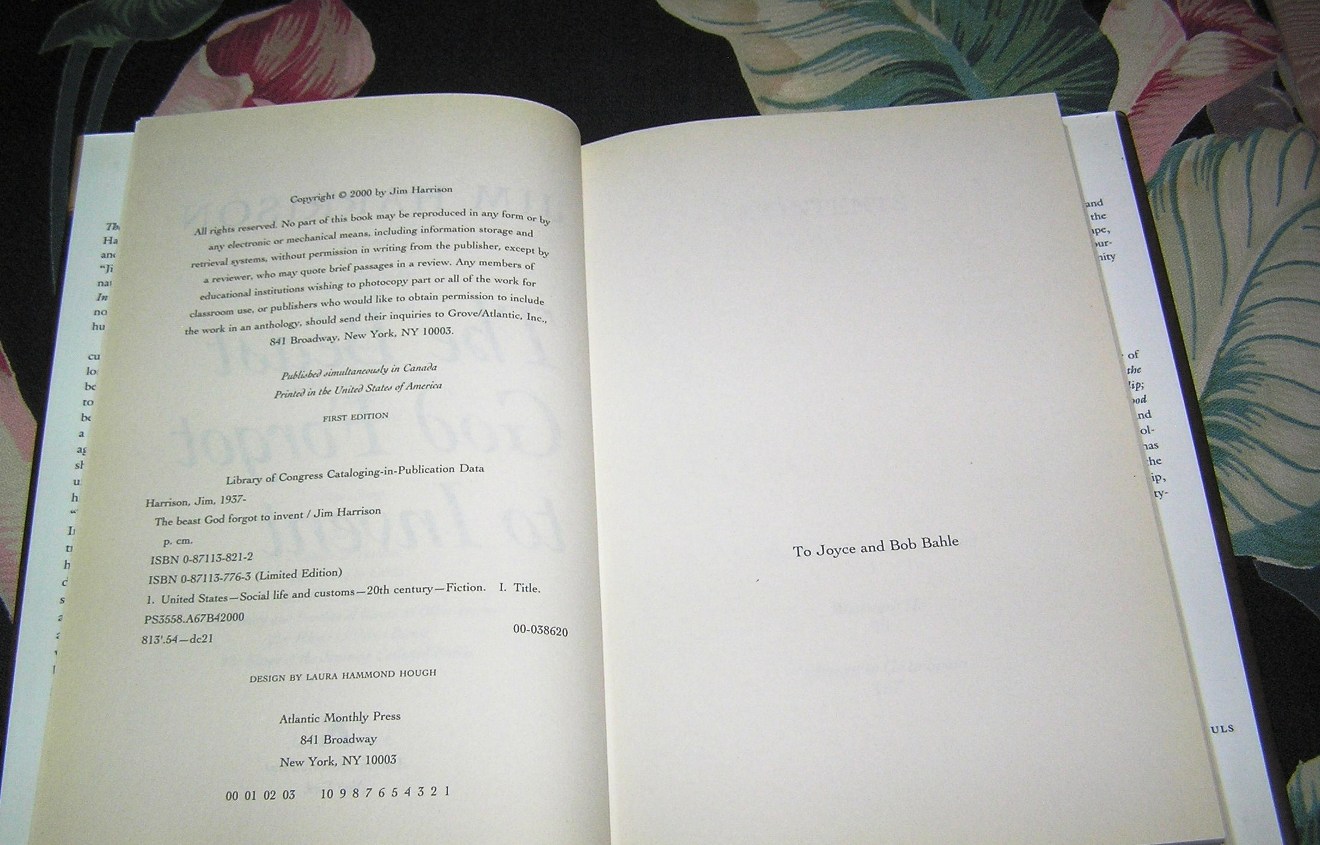 Copyright © 2000 by Jim Harrison
All rights reserved. No part of this book may be reproduced in any form or by
any electronic or mechanical means, including information storage and
retrieval systems, without permission in writing from the publisher, except by
a reviewer, who may quote brief passages in a review. Any members of
educational institutions wishing to photocopy part or all of the work for
classroom use, or publishers who would like to obtain permission to include
the work in an anthology, should send their inquiries to Grove/Atlantic, Inc.,
841 Broadway, New York, NY 10003.
Published simultaneously in Canada
Printed in the United States of America
FIRST EDITION
Library of Congress Cataloging-in-Publication Data
Harrison, Jim, 1937-
The beast God forgot to invent / Jim Harrison
p. cm.
ISBN 0-87113-821-2
ISBN 0-87113-776-3 (Limited Edition)
1. United States—Social life and customs—20th century—Fiction. I. Title.
PS3558.A67B42000
813'.54—dc21 00-038620
DESIGN BY LAURA HAMMOND HOUGH
Atlantic Monthly Press
841 Broadway
New York, NY 10003
00 01 02 03 10 9 8 7 6 5 4 3 2 1
To Joyce and Bob Bahle
and
the
of
the